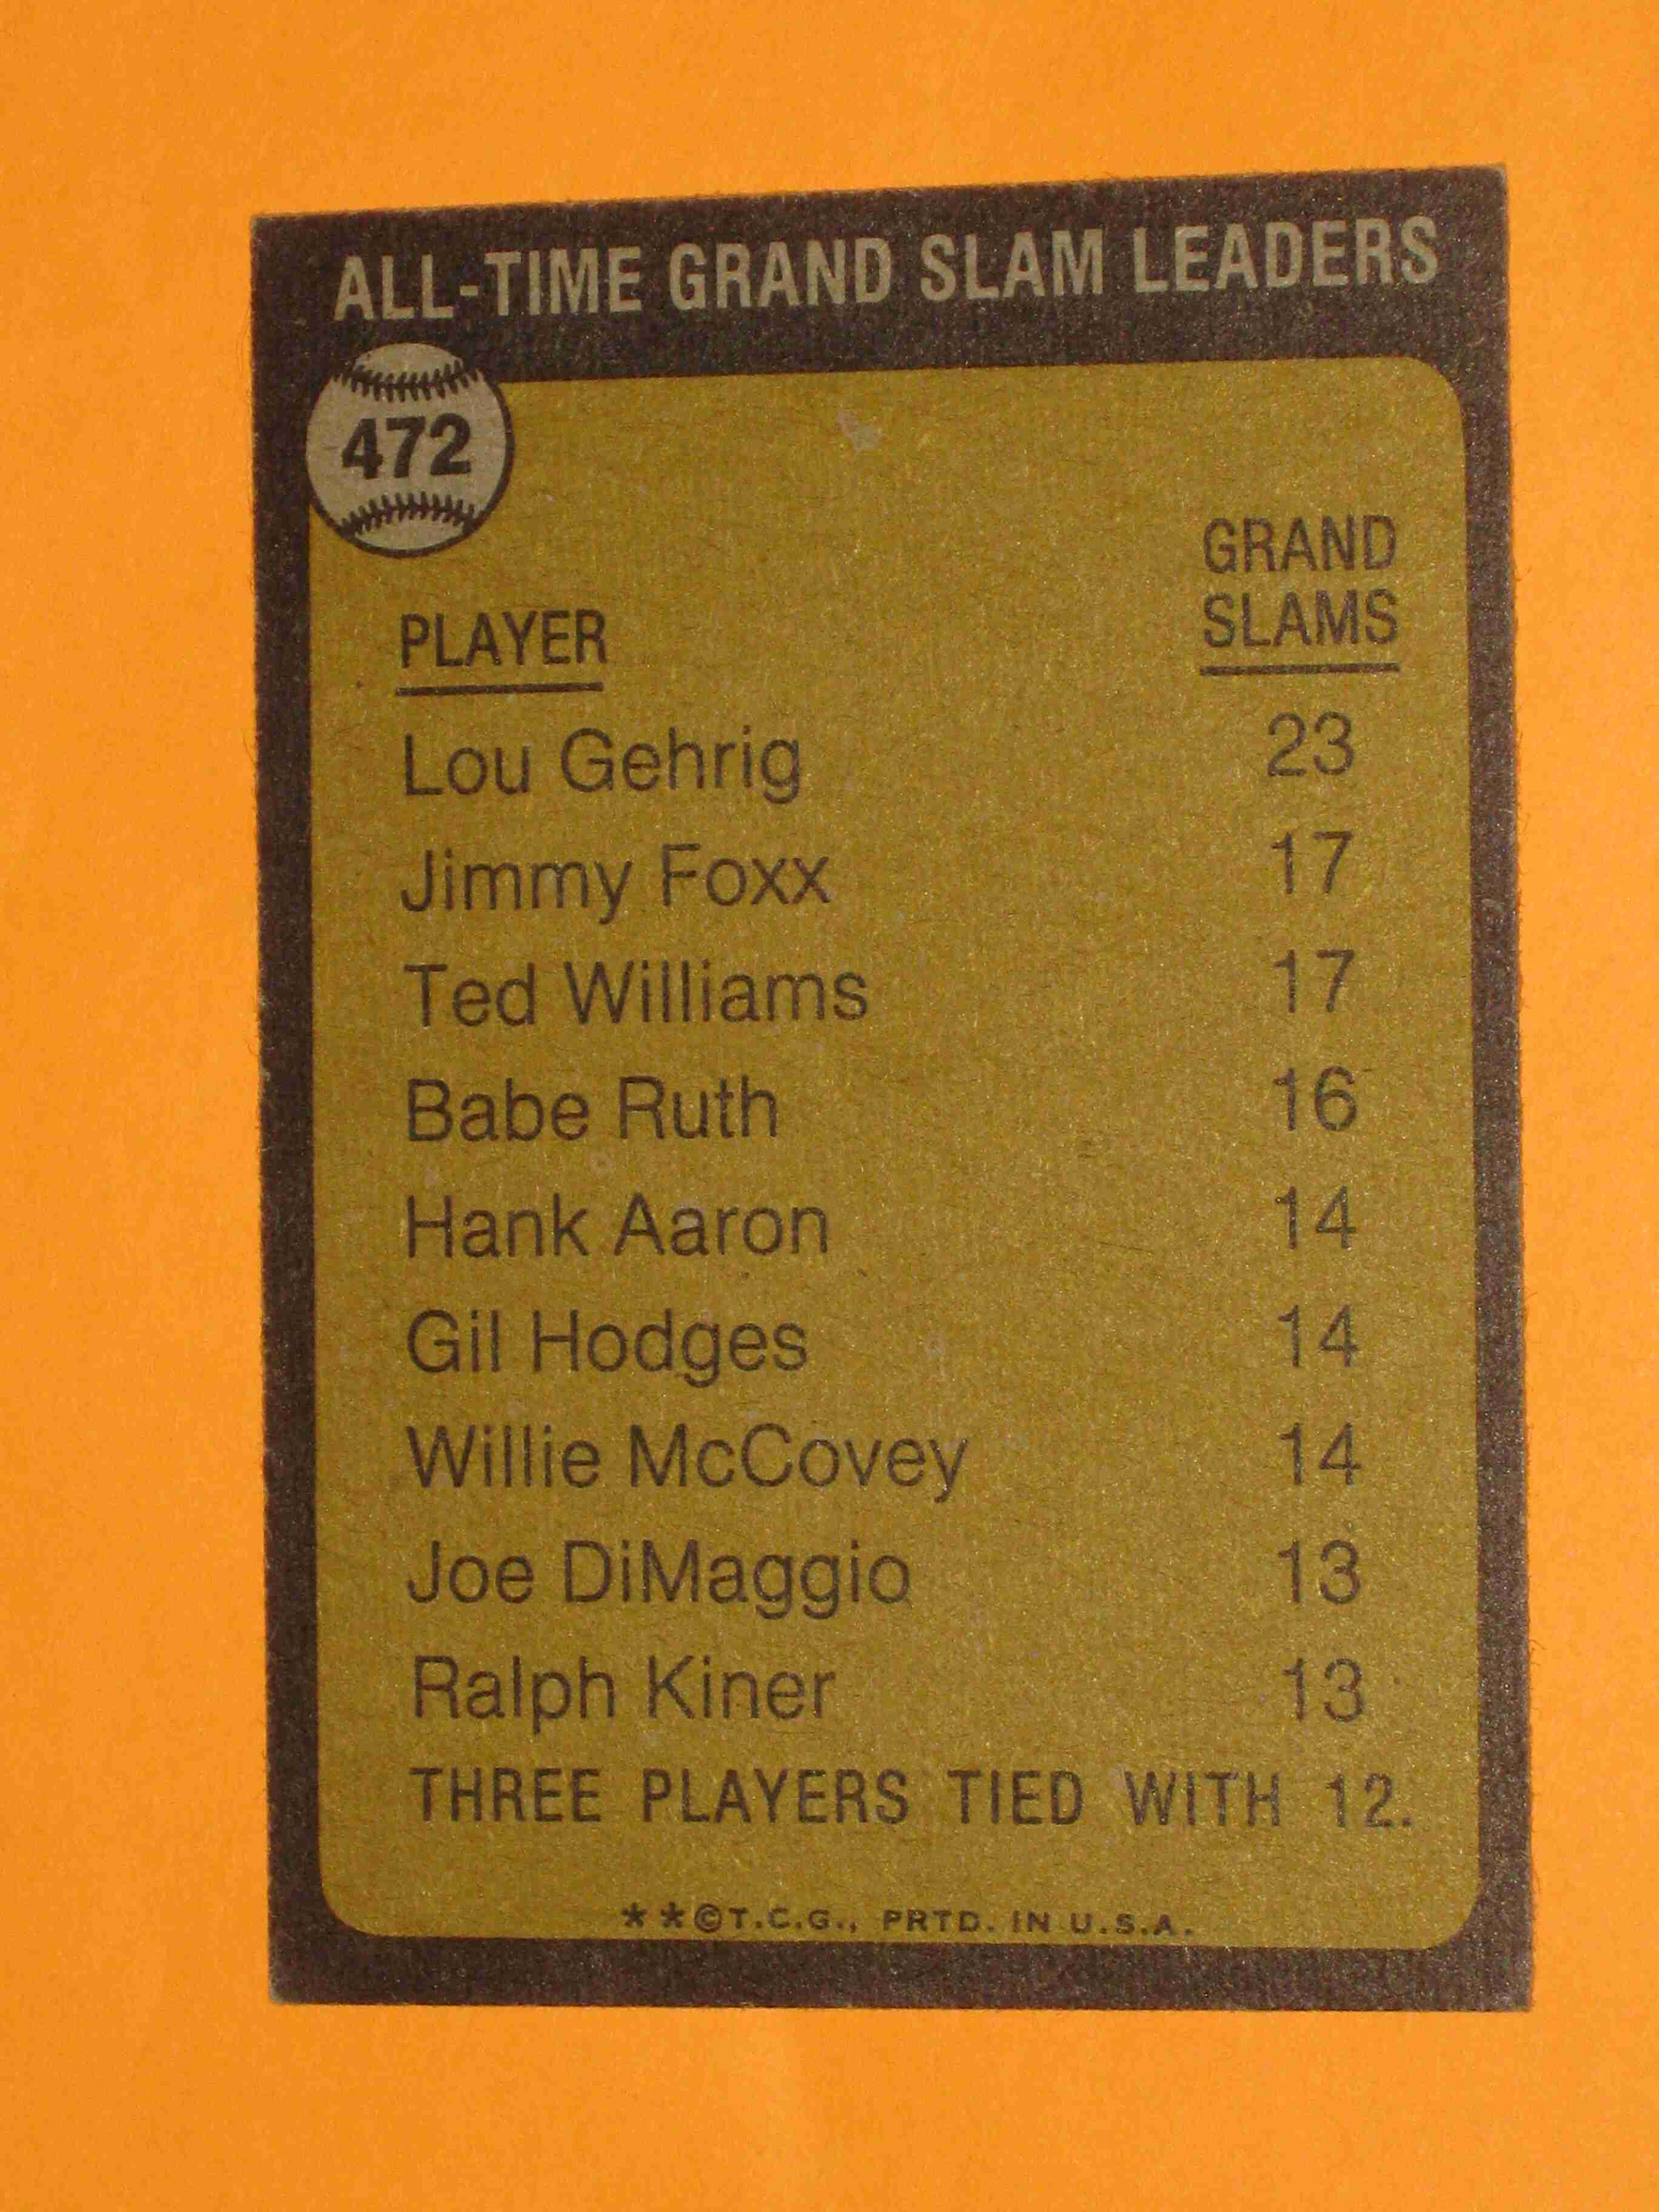 ALL-TIME GRAND SLAM LEADERS
472
GRAND
PLAYER SLAMS
Lou Gehrig 23
Jimmy Foxx 17
Ted Williams 17
Babe Ruth 16
Hank Aaron 14
Gil Hodges 14
Willie McCovey 14
Joe DiMaggio 13
Ralph Kiner 13
THREE PLAYERS TIED WITH 12.
**©T.C.G., PRTD. IN U.S.A.